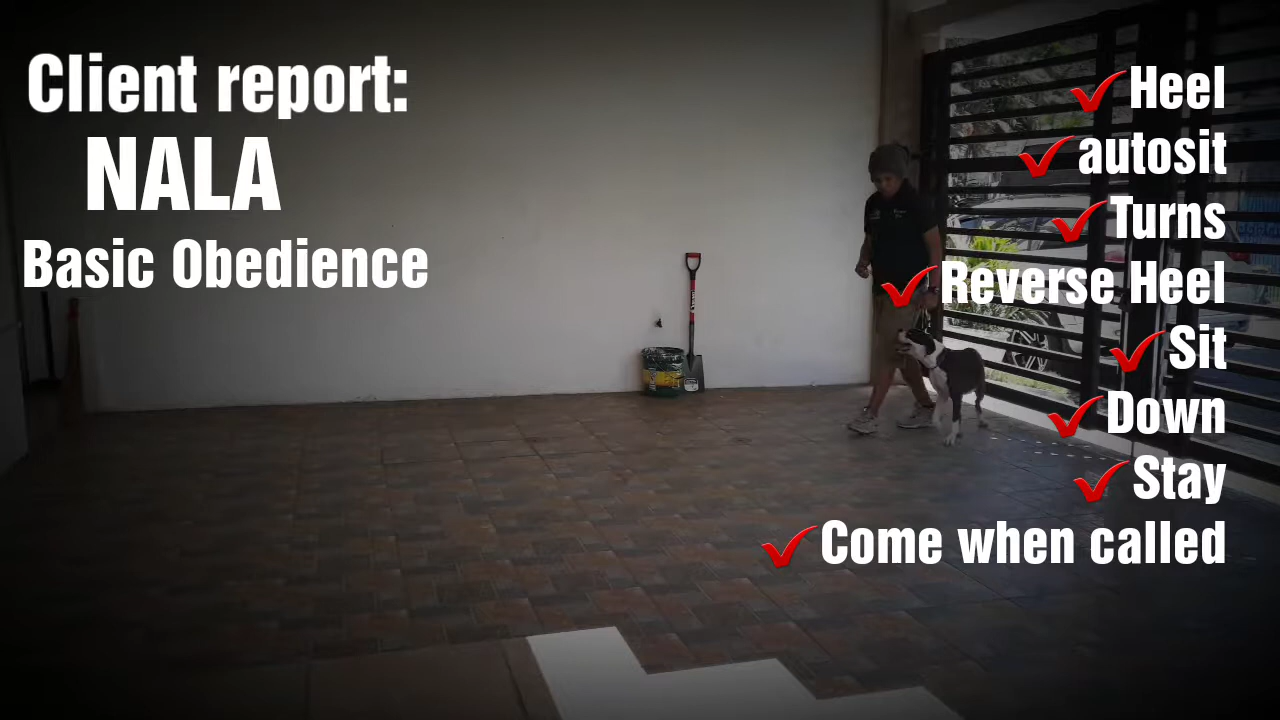 Client report:
NALA
Basic Obedience
Heel
autosit
Turns
Reverse Heel
Sit
Down
Stay
Come when called